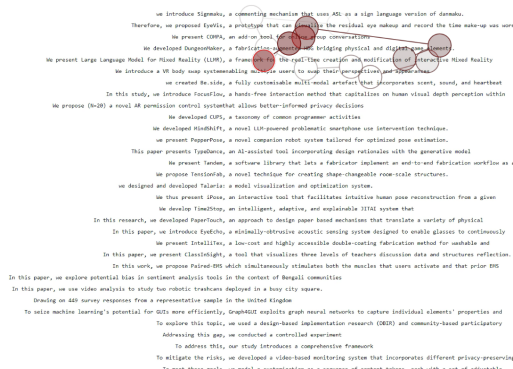 we introduce Sigmaku, a commenting mechanism that uses ASL as a sign language version of danmaku.
Therefore, we proposed EyeVis, a prototype that can visualize the residual eye makeup and record the time make-up was wor
We present COMPA, an add-on tool for online group conversations
We developed DungeonMaker, a fabrication-augmented bridging physical and digital game elements.
We present Large Language Model for Mixed Reality (LLMR), a framework for the real-time creation and modification of interactive Mixed Reality
We introduce a VR body swap systemenabling multiple users to swap their perspectives and appearances
we created Be.side, a fully customisable multi-modal artefact that incorporates scent, sound, and heartbeat
In this study, we introduce FocusFlow, a hands-free interaction method that capitalizes on human visual depth perception within
We propose (N=20) a novel AR permission control systemthat allows better-informed privacy decisions
We developed CUPS, a taxonomy of common programmer activities
We developed MindShift, a novel LLM-powered problematic smartphone use intervention technique.
we present PepperPose, a novel companion robot system tailored for optimized pose estimation.
This paper presents TypeDance, an AI-assisted tool incorporating design rationales with the generative model
We present Tandem, a software library that lets a fabricator implement an end-to-end fabrication workflow as a
We propose TensionFab, a novel technique for creating shape-changeable room-scale structures.
we designed and developed Talaria: a model visualization and optimization system.
We thus present iPose, an interactive tool that facilitates intuitive human pose reconstruction from a given
We develop Time2Stop, an intelligent, adaptive, and explainable JITAI system that
In this research, we developed PaperTouch, an approach to design paper based mechanisms that translate a variety of physical
In this paper, we introduce EyeEcho, a minimally-obtrusive acoustic sensing system designed to enable glasses to continuously
We present IntelliTex, a low-cost and highly accessible double-coating fabrication method for washable and
In this paper, we present ClassInSight, a tool that visualizes three levels of teachers discussion data and structures reflection.
In this work, we propose Paired-EMS which simultaneously stimulates both the muscles that users activate and that prior EMS
In this paper, we explore potential bias in sentiment analysis tools in the context of Bengali communities
In this paper, we use video analysis to study two robotic trashcans deployed in a busy city square.
Drawing on 449 survey responses from a representative sample in the United Kingdom
To seize machine learning's potential for GUIs more efficiently, Graph4GUI exploits graph neural networks to capture individual elements' properties and
To explore this topic, we used a design-based implementation research (DBIR) and community-based participatory
Addressing this gap, we conducted a controlled experiment
To address this, our study introduces a comprehensive framework
To mitigate the risks, we developed a video-based monitoring system that incorporates different privacy-preserving